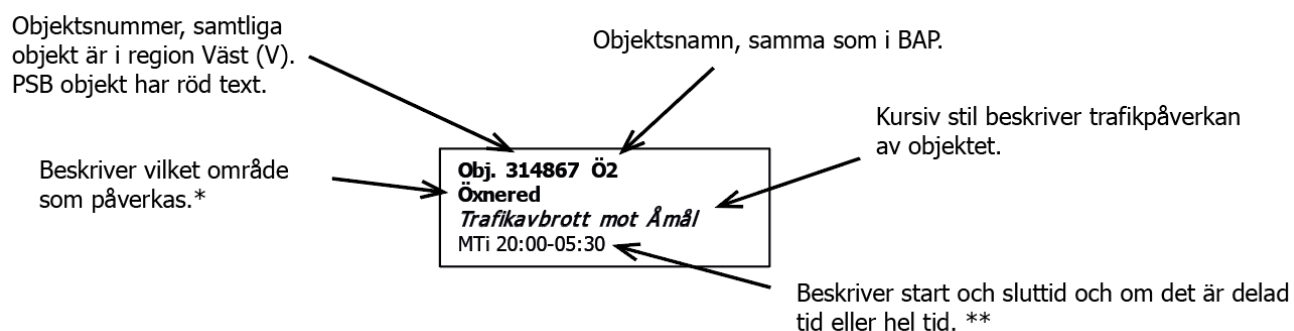 Objektsnummer, samtliga
objekt är i region Väst (V).
PSB objekt har röd text.
Objektsnamn, samma som i BAP.
Kursiv stil beskriver trafikpåverkan
av objektet.
Beskriver vilket område
som påverkas.*
Obj. 314867 Ö2
Öxnered
Trafikavbrott mot Åmål
MTi 20:00-05:30
Beskriver start och sluttid och om det är delad
tid eller hel tid. **